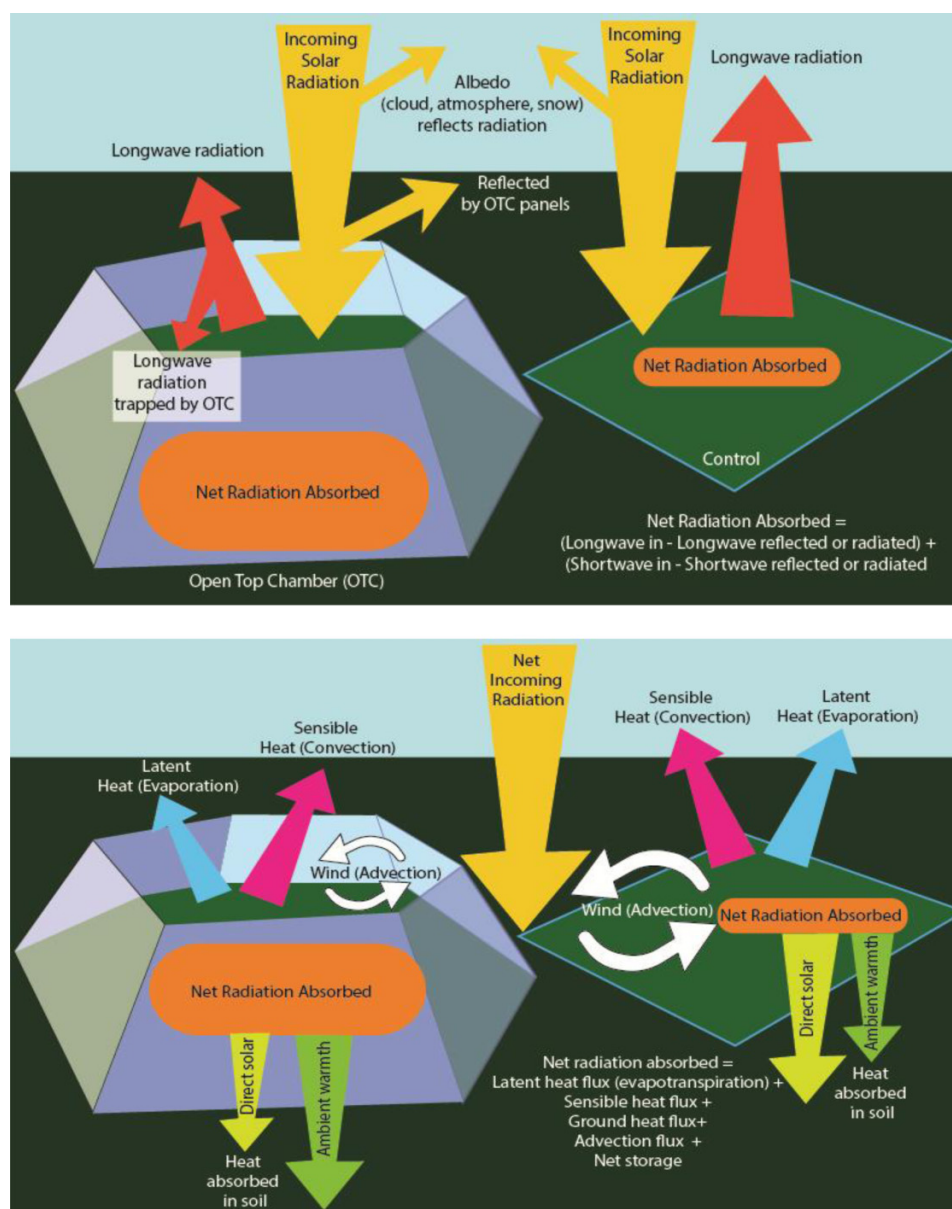 Incoming
Solar
Radiation
Albedo
(cloud, atmosphere, snow)
reflects radiation
Incoming
Solar
Radiation
Longwave radiation
Longwave radiation
Reflected
by OTC panels
Longwave
radiation
trapped by OTC
Net Radiation Absorbed
Net Radiation Absorbed
Control
Open Top Chamber (OTC)
Net Radiation Absorbed =
(Longwave in - Longwave reflected or radiated) +
(Shortwave in - Shortwave reflected or radiated
Net
Incoming
Radiation
Sensible
Heat (Convection)
Latent
Heat (Evaporation)
Sensible
Heat (Convection)
Latent
Heat (Evaporation)
Wind (Advection)
Wind (Advection)
Net Radiation Absorbed
Net Radiation Absorbed
Direct solar
Ambient warmth
Heat
absorbed
in soil
Direct solar
Ambient warmth
Heat
absorbed
in soil
Net radiation absorbed =
Latent heat flux (evapotranspiration) +
Sensible heat flux +
Ground heat flux+
Advection flux +
Net storage